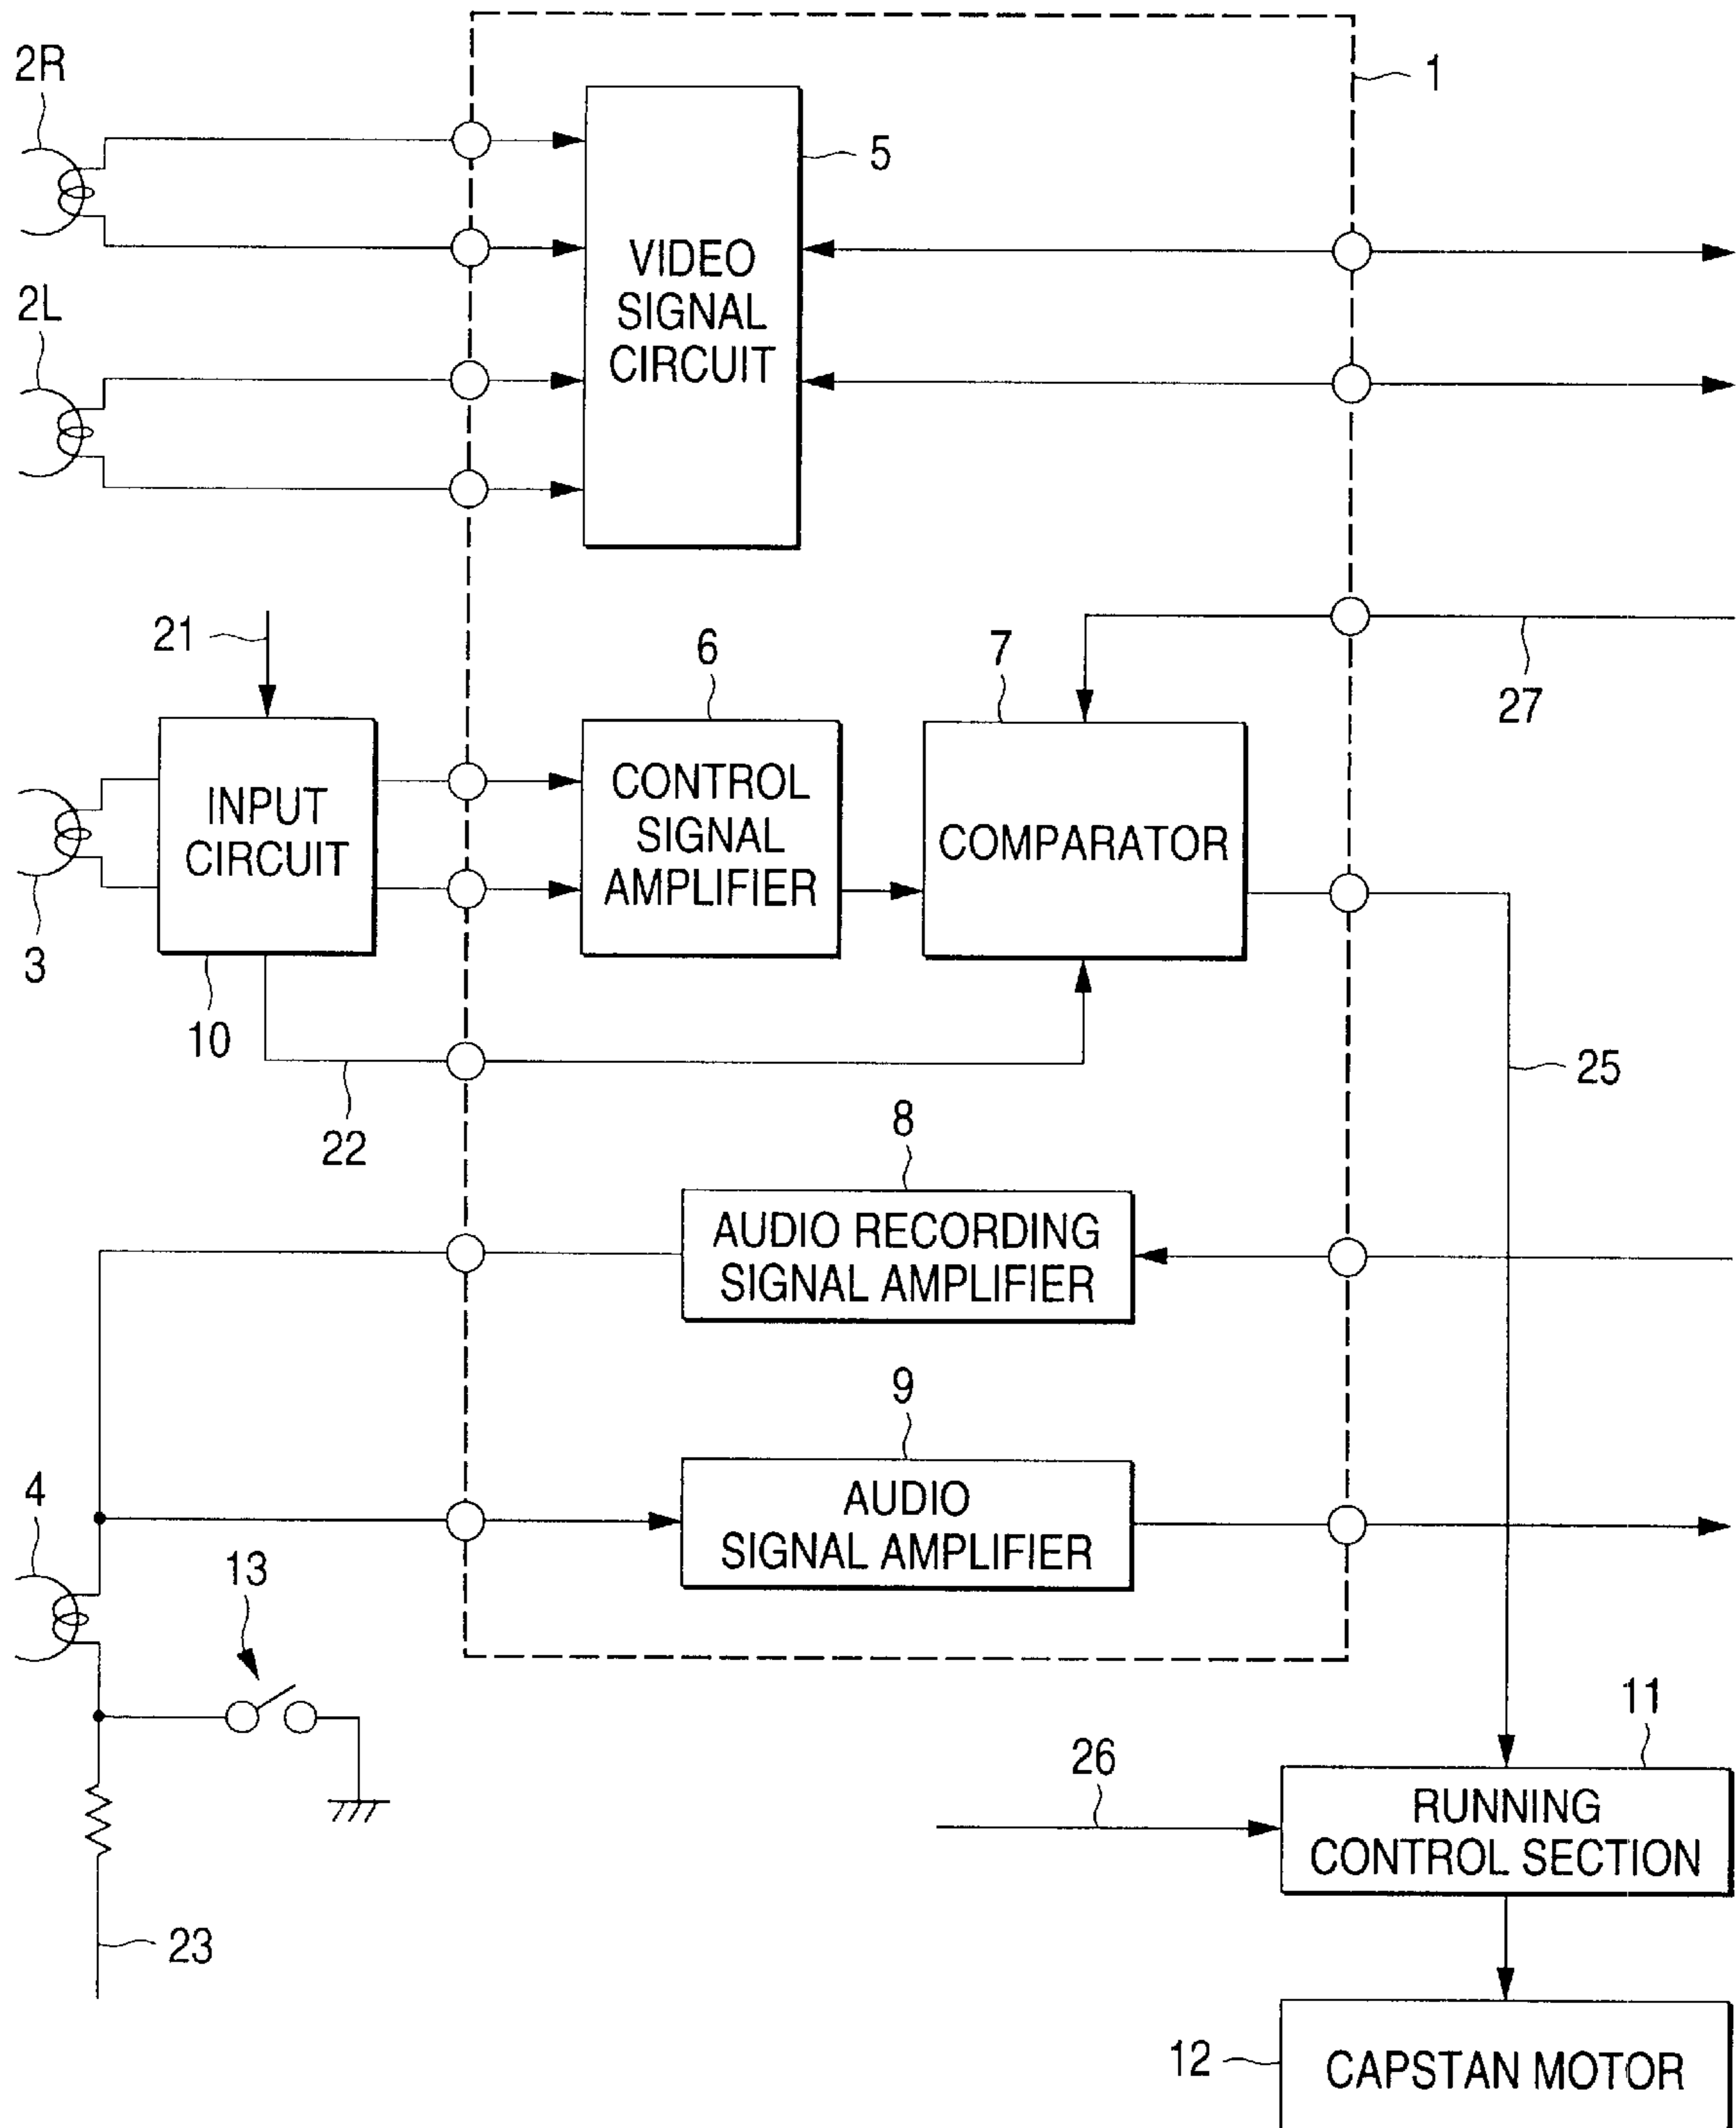 2R
1
5
VIDEO
SIGNAL
CIRCUIT
2L
21
6
7
27
INPUT
CIRCUIT
CONTROL
SIGNAL
AMPLIFIER
COMPARATOR
3
10
22
25
8
AUDIO RECORDING
SIGNAL AMPLIFIER
9
4
AUDIO
SIGNAL AMPLIFIER
13
11
26
RUNNING
CONTROL SECTION
23
12
CAPSTAN MOTOR